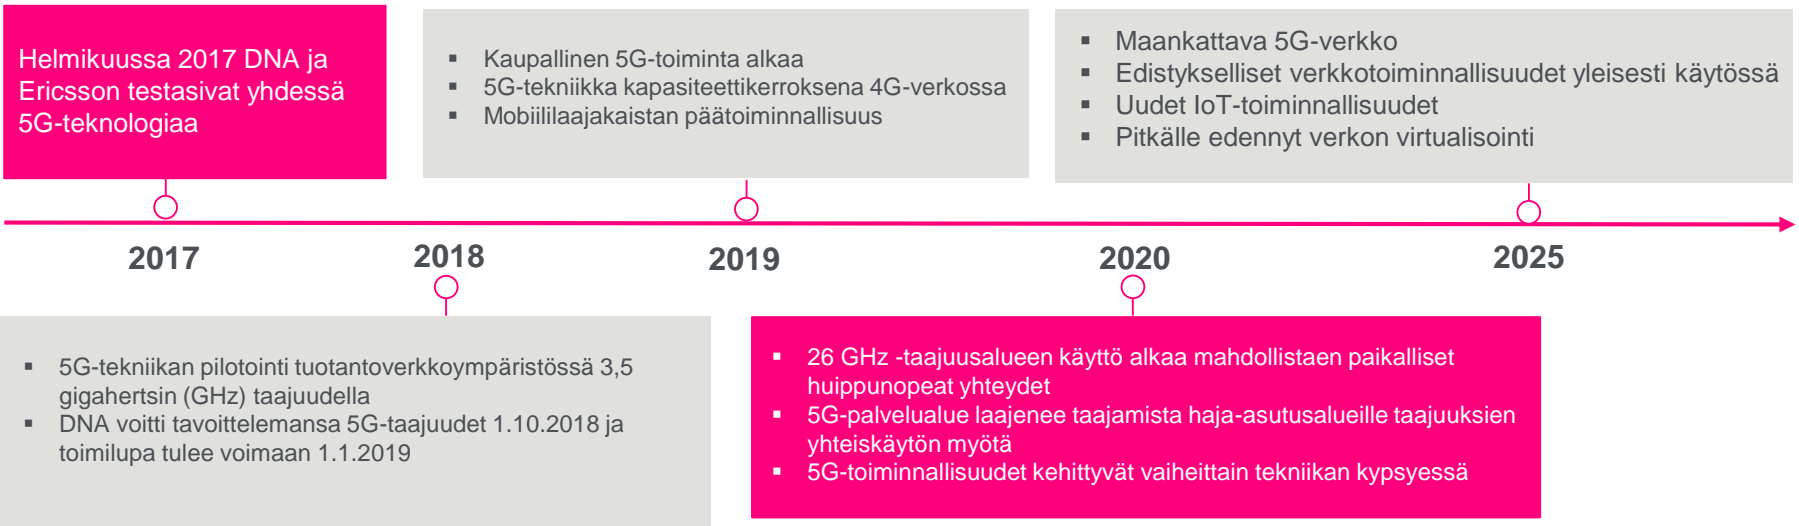 Helmikuussa 2017 DNA ja
Ericsson testasivat yhdessä
5G-teknologiaa
▪ Kaupallinen 5G-toiminta alkaa
▪ 5G-tekniikka kapasiteettikerroksena 4G-verkossa
▪ Mobiililaajakaistan päätoiminnallisuus
▪ Maankattava 5G-verkko
▪ Edistykselliset verkkotoiminnallisuudet yleisesti käytössä
▪ Uudet IoT-toiminnallisuudet
▪ Pitkälle edennyt verkon virtualisointi
2017
2018
2019
2020
2025
▪ 5G-tekniikan pilotointi tuotantoverkkoympäristössä 3,5
gigahertsin (GHz) taajuudella
▪ DNA voitti tavoittelemansa 5G-taajuudet 1.10.2018 ja
toimilupa tulee voimaan 1.1.2019
▪ 26 GHz -taajuusalueen käyttö alkaa mahdollistaen paikalliset
huippunopeat yhteydet
▪ 5G-palvelualue laajenee taajamista haja-asutusalueille taajuuksien
yhteiskäytön myötä
▪ 5G-toiminnallisuudet kehittyvät vaiheittain tekniikan kypsyessä